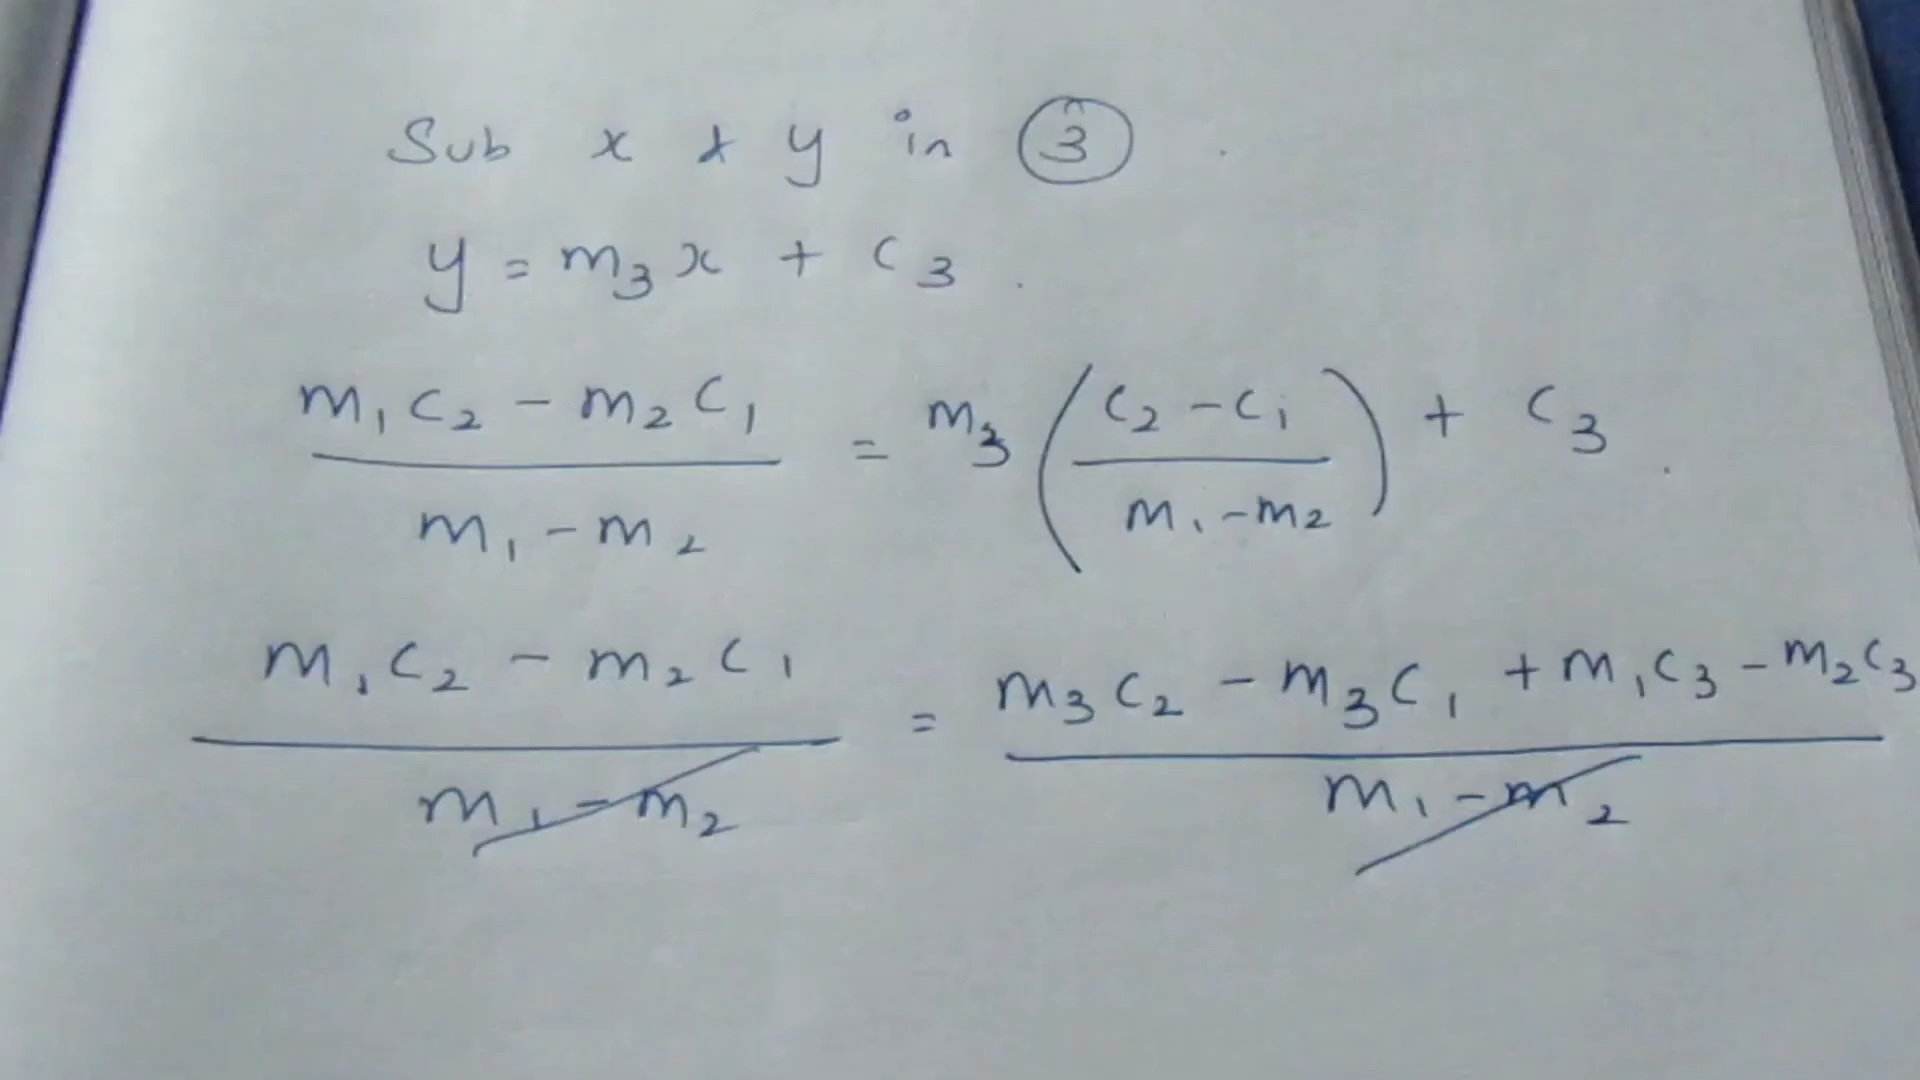 Sub x & y in ③.
y = m₃x + c₃.
m₁c₂ - m₂c₁ / m₁ - m₂ = m₃ ( c₂ - c₁ / m₁ - m₂ ) + c₃.
m₁c₂ - m₂c₁ / m₁ - m₂ = m₃c₂ - m₃c₁ + m₁c₃ - m₂c₃ / m₁ - m₂